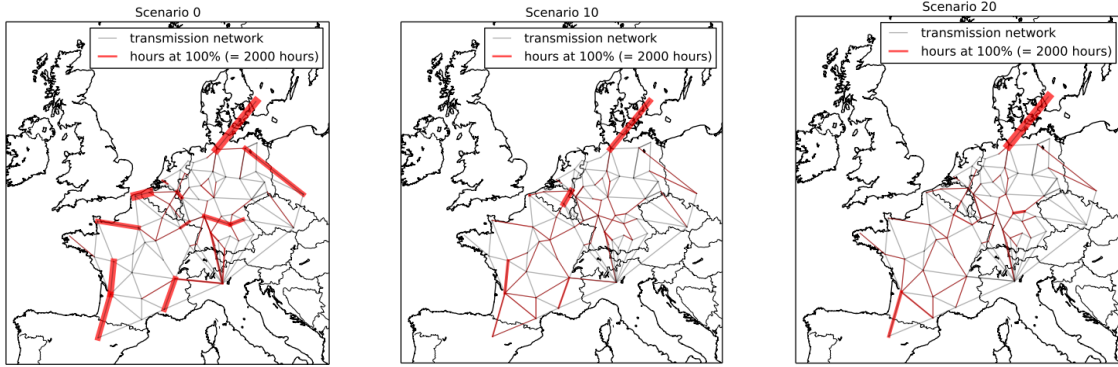 Scenario 0
transmission network
hours at 100% (= 2000 hours)
Scenario 10
transmission network
hours at 100% (= 2000 hours)
Scenario 20
transmission network
hours at 100% (= 2000 hours)